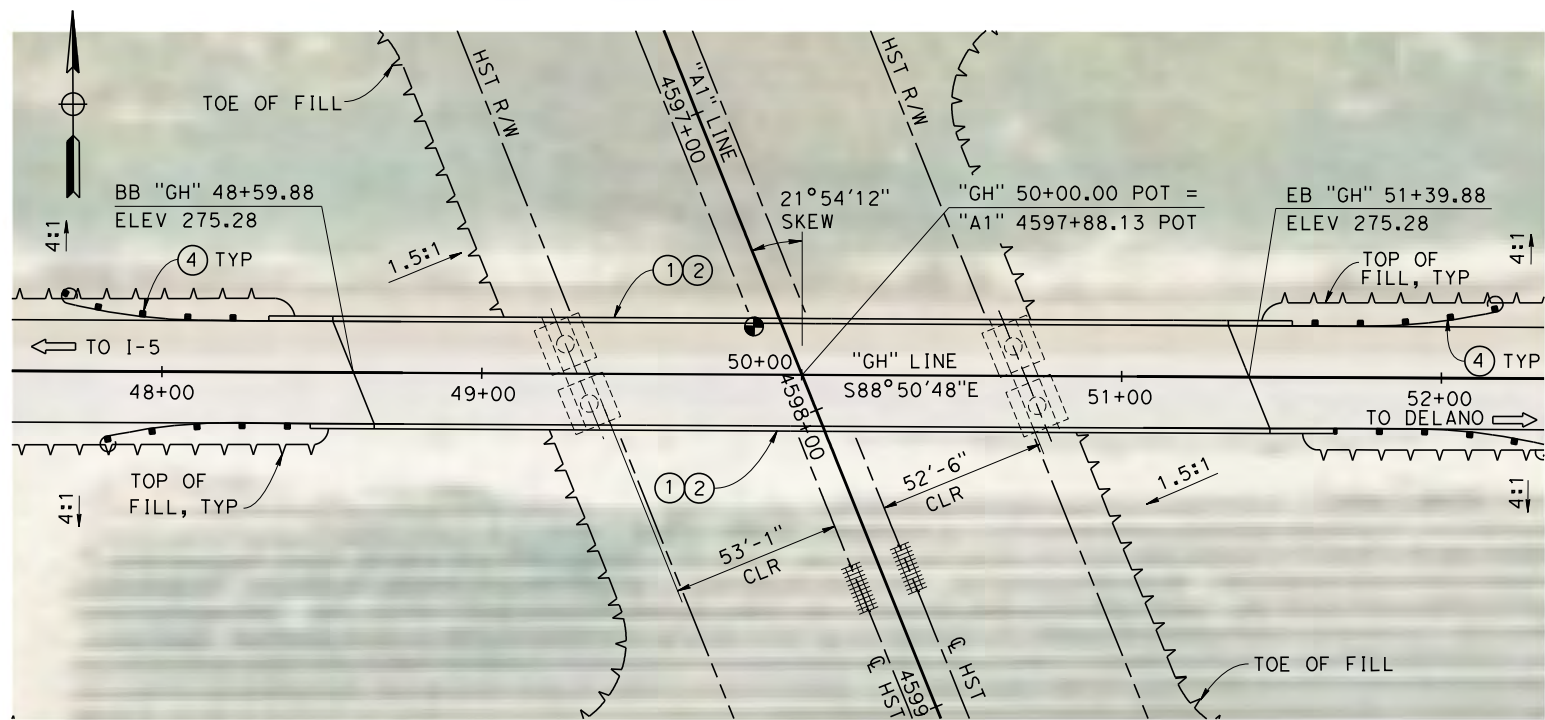 TOE OF FILL
HST R/W
"A1" LINE
4597+00
HST R/W
BB "GH" 48+59.88
ELEV 275.28
21°54'12"
SKEW
"GH" 50+00.00 POT =
"A1" 4597+88.13 POT
EB "GH" 51+39.88
ELEV 275.28
4:1
4 TYP
1.5:1
1 2
TOP OF
FILL, TYP
4:1
TO I-5
50+00
"GH" LINE
S88°50'48"E
4 TYP
48+00
49+00
4598+00
51+00
52+00
TO DELANO
TOP OF
FILL, TYP
4:1
1 2
52'-6"
CLR
1.5:1
4:1
53'-1"
CLR
℄ HST
℄ HST
4599
TOE OF FILL